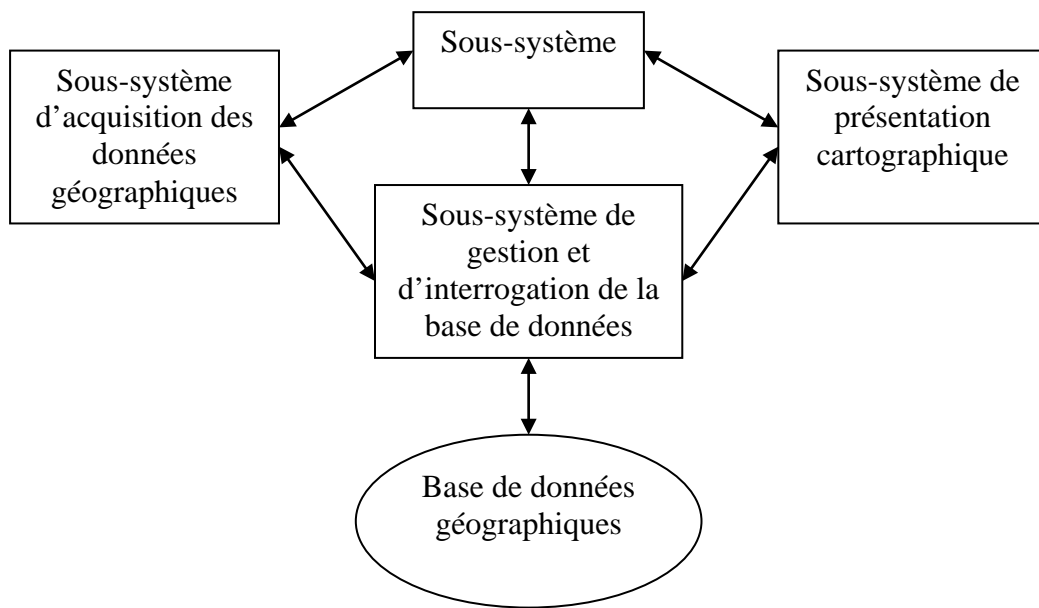 Sous-système
Sous-système
d’acquisition des
données
géographiques
Sous-système de
présentation
cartographique
Sous-système de
gestion et
d’interrogation de la
base de données
Base de données
géographiques